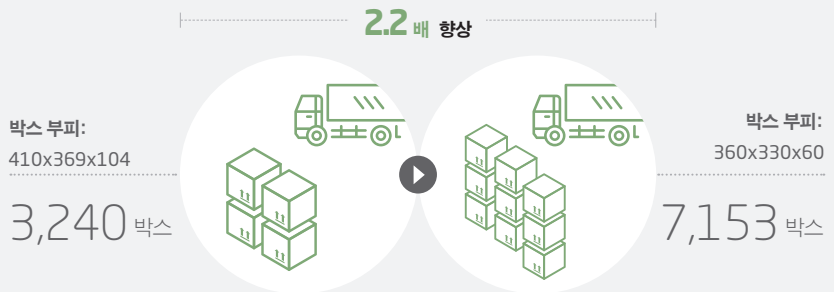 2.2 배 향상
박스 부피:
410x369x104
3,240 박스
박스 부피:
360x330x60
7,153 박스